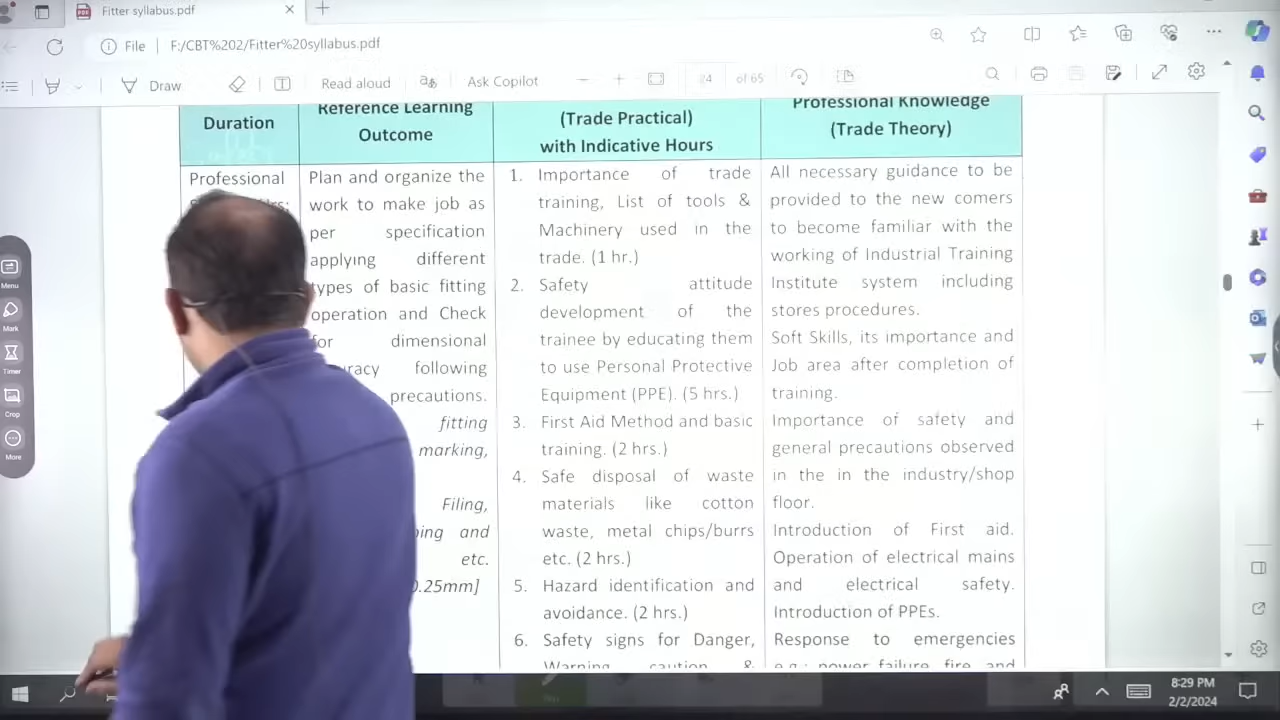 Fitter syllabus.pdf
File F:/CBT%202/Fitter%20syllabus.pdf
Draw Read aloud Ask Copilot 24 of 65
Duration
Reference Learning
Outcome
(Trade Practical)
with Indicative Hours
Professional Knowledge
(Trade Theory)
Professional
Plan and organize the
work to make job as
per specification
applying different
types of basic fitting
operation and Check
for dimensional
following
precautions.
fitting
marking,
Filing,
and
etc.
0.25mm]
1. Importance of trade
training, List of tools &
Machinery used in the
trade. (1 hr.)
2. Safety attitude
development of the
trainee by educating them
to use Personal Protective
Equipment (PPE). (5 hrs.)
3. First Aid Method and basic
training. (2 hrs.)
4. Safe disposal of waste
materials like cotton
waste, metal chips/burrs
etc. (2 hrs.)
5. Hazard identification and
avoidance. (2 hrs.)
6. Safety signs for Danger,
Warning, caution &
All necessary guidance to be
provided to the new comers
to become familiar with the
working of Industrial Training
Institute system including
stores procedures.
Soft Skills, its importance and
Job area after completion of
training.
Importance of safety and
general precautions observed
in the in the industry/shop
floor.
Introduction of First aid.
Operation of electrical mains
and electrical safety.
Introduction of PPEs.
Response to emergencies
e.g.; power failure, fire, and
Menu
Mark
Timer
Crop
More
8:29 PM
2/2/2024